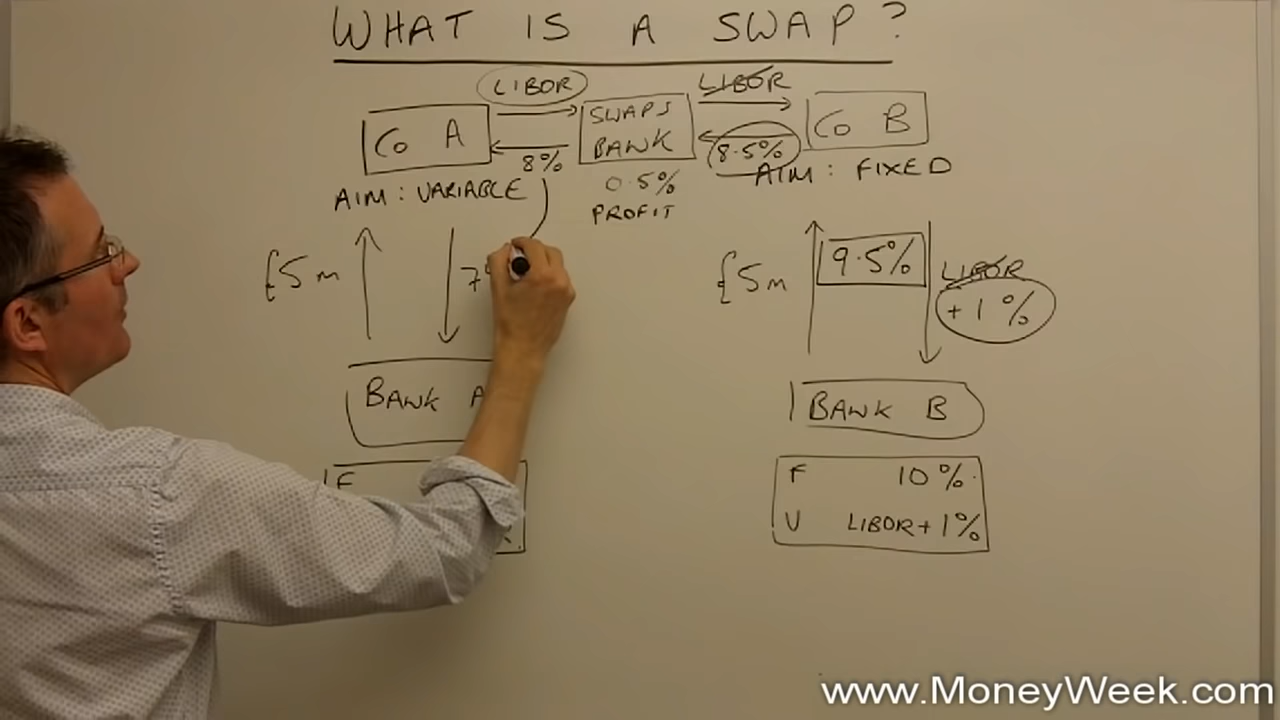 WHAT IS A SWAP?
LIBOR
LIBOR
Co A
SWAPS BANK
Co B
8%
8.5%
AIM: VARIABLE
0.5% PROFIT
AIM: FIXED
£5m
£5m
9.5%
LIBOR
+1%
BANK
BANK B
F
F 10%
V LIBOR+1%
www.MoneyWeek.com